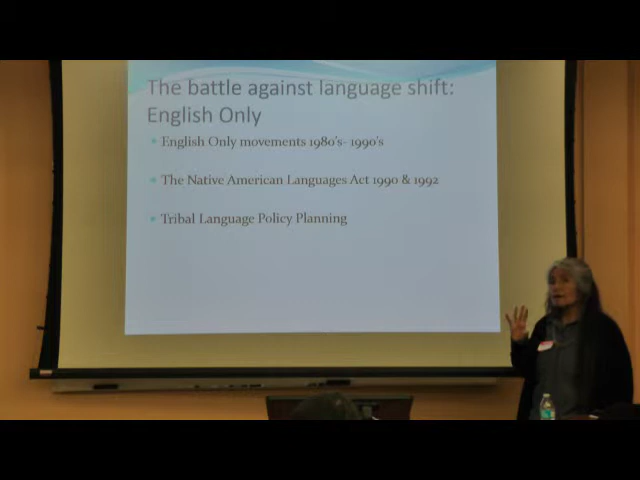 The battle against language shift:
English Only
English Only movements 1980's- 1990's
The Native American Languages Act 1990 & 1992
Tribal Language Policy Planning